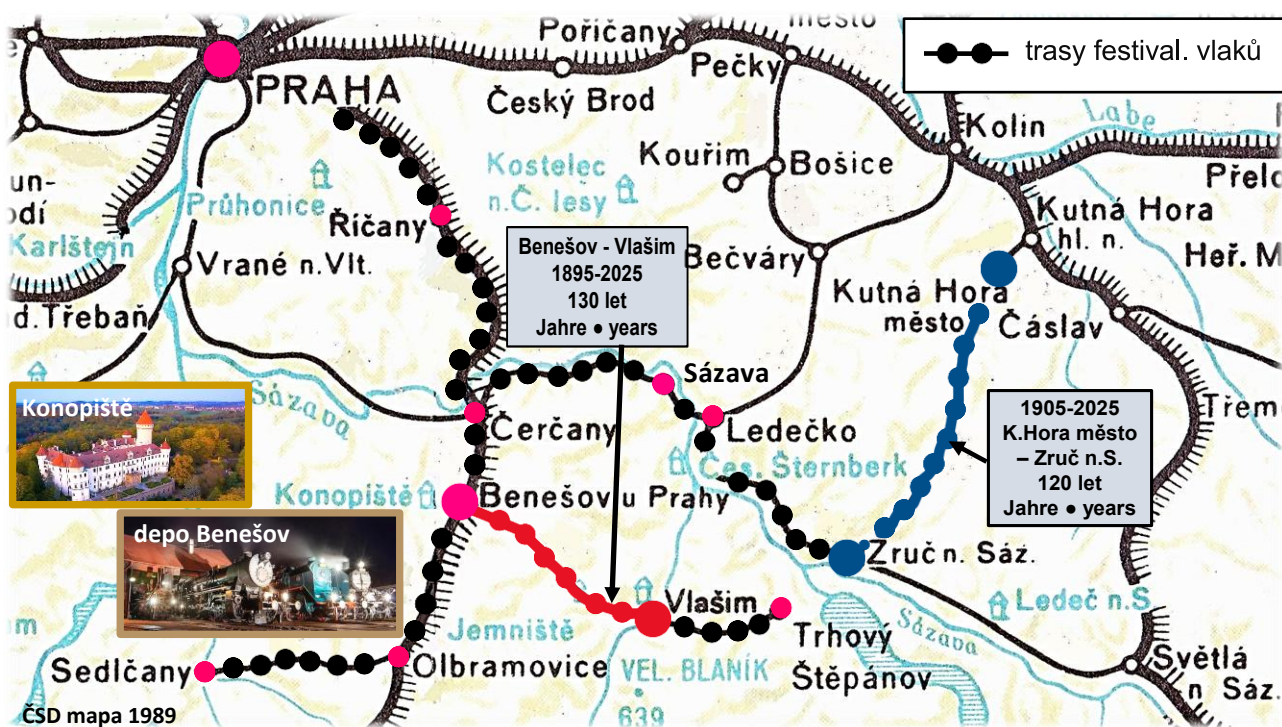 trasy festival. vlaků
město
Poříčany
Pečky
PRAHA
Český Brod
Kolín
Labe
Kouřim
Bošice
Kostelec
n.Č. lesy
Přelo
un-
odí
Průhonice
Říčany
Karlštejn
Kutná Hora
hl. n.
Heř. M
Vrané n.Vlt.
Benešov - Vlašim
1895-2025
130 let
Jahre ● years
Bečváry
Kutná Hora
město
Čáslav
d.Třebaň
Sázava
Sázava
Konopiště
Čerčany
Ledečko
Třem
1905-2025
K.Hora město
– Zruč n.S.
120 let
Jahre ● years
Čes. Šternberk
Konopiště
Benešov u Prahy
depo Benešov
Zruč n. Sáz.
Ledeč n.S
Vlašim
Jemniště
Trhový
Štěpánov
Sázava
Sedlčany
Olbramovice
VEL. BLANÍK
639
Světlá
n Sáz.
ČSD mapa 1989